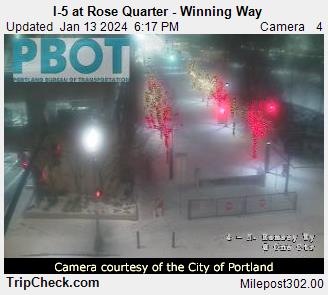 I-5 at Rose Quarter - Winning Way
Updated Jan 13 2024 6:17 PM Camera 4
PBOT
PORTLAND BUREAU OF TRANSPORTATION
Camera courtesy of the City of Portland
TripCheck.com Milepost302.00